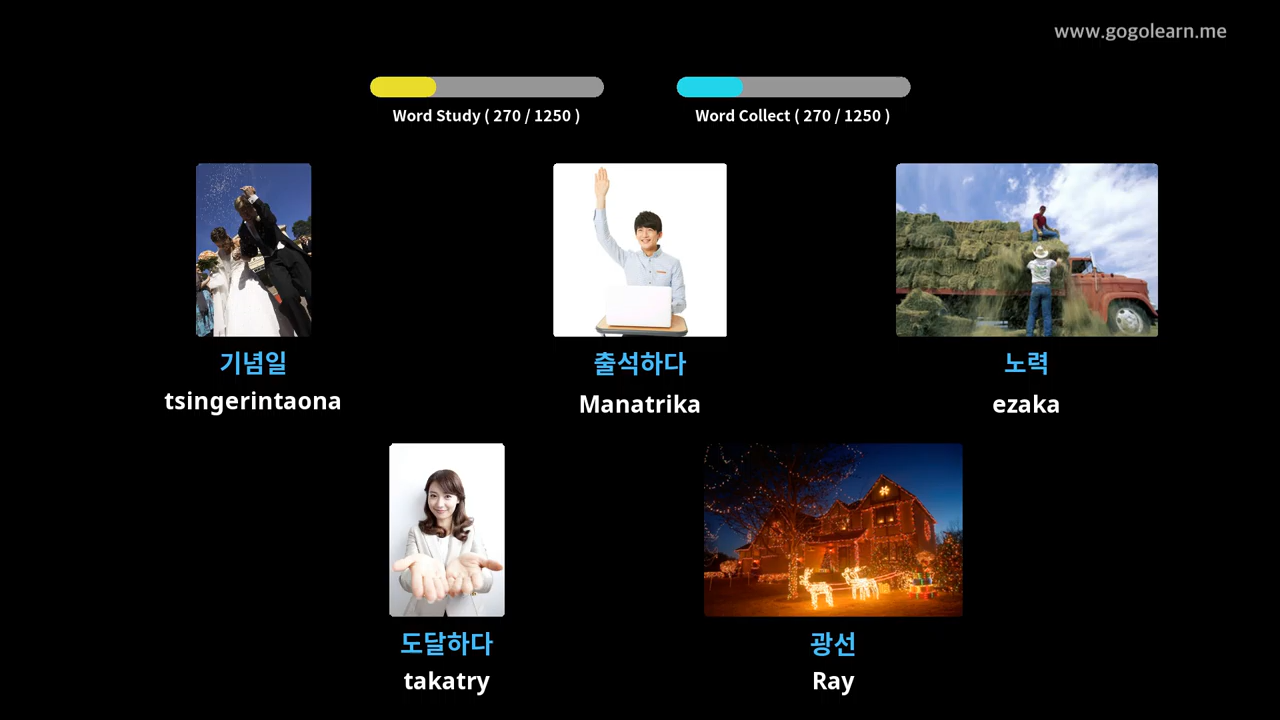 www.gogolearn.me
Word Study ( 270 / 1250 )
Word Collect ( 270 / 1250 )
기념일
tsingerintaona
출석하다
Manatrika
노력
ezaka
도달하다
takatry
광선
Ray